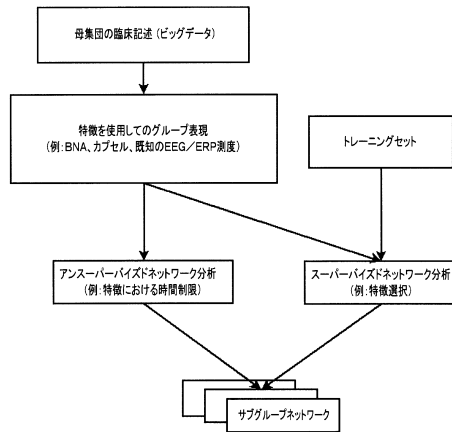 母集団の臨床記述(ビッグデータ)
特徴を使用してのグループ表現
(例:BNA、カプセル、既知のEEG/ERP測度)
トレーニングセット
アンスーパーバイズドネットワーク分析
(例:特徴における時間制限)
スーパーバイズドネットワーク分析
(例:特徴選択)
サブグループネットワーク